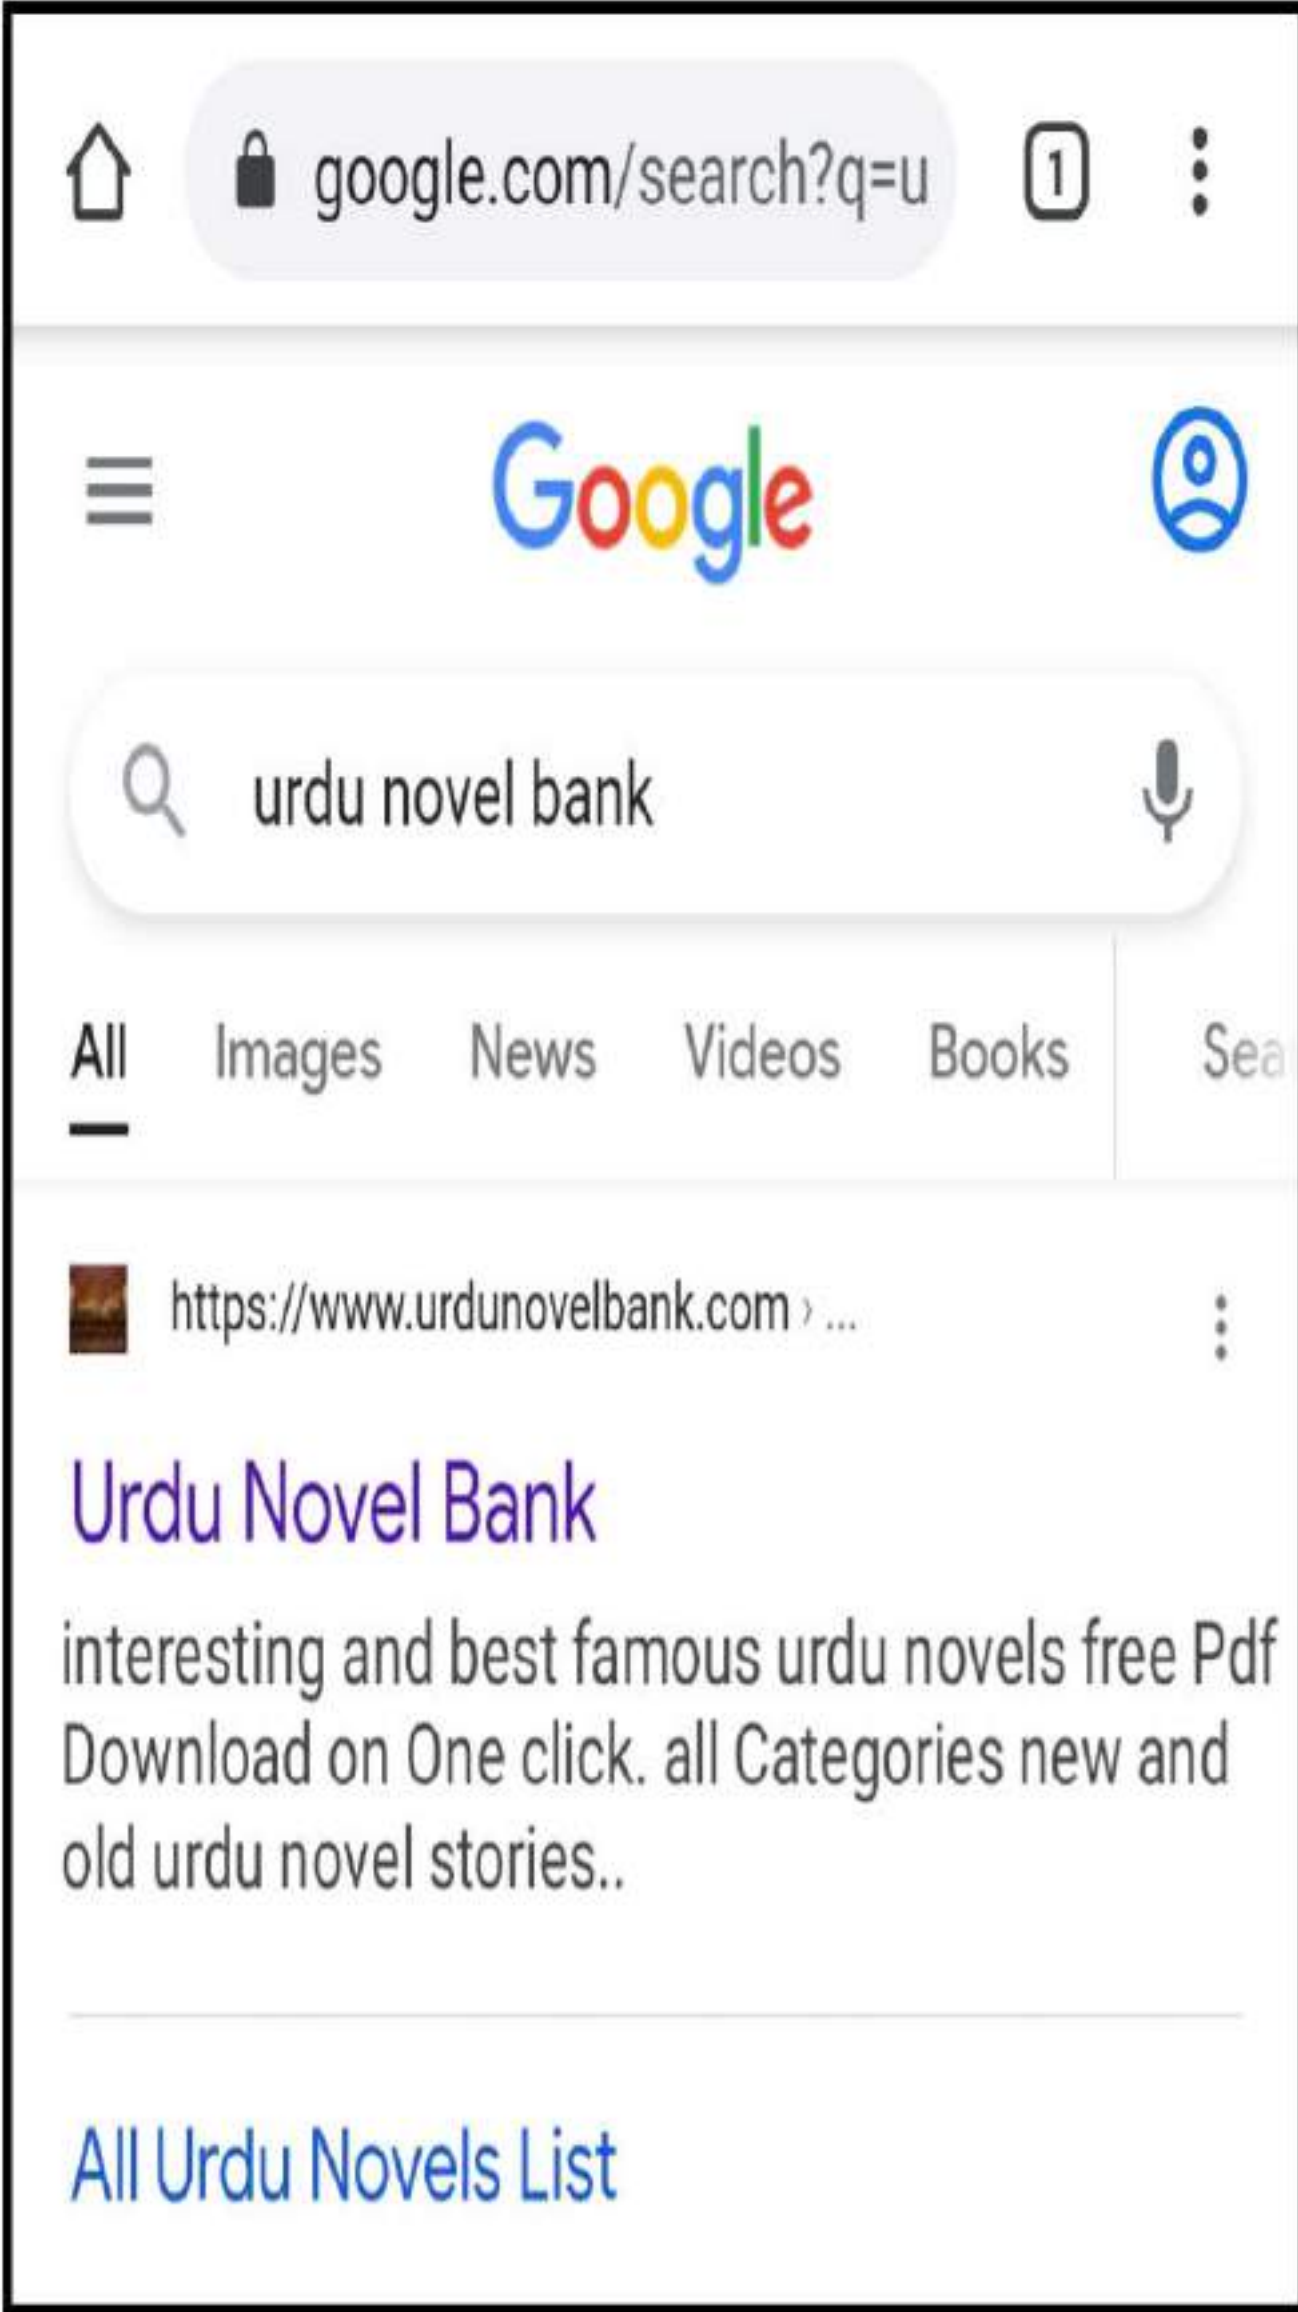 google.com/search?q=u
1
Google
urdu novel bank
All Images News Videos Books Sea
https://www.urdunovelbank.com › ...
Urdu Novel Bank
interesting and best famous urdu novels free Pdf
Download on One click. all Categories new and
old urdu novel stories..
All Urdu Novels List